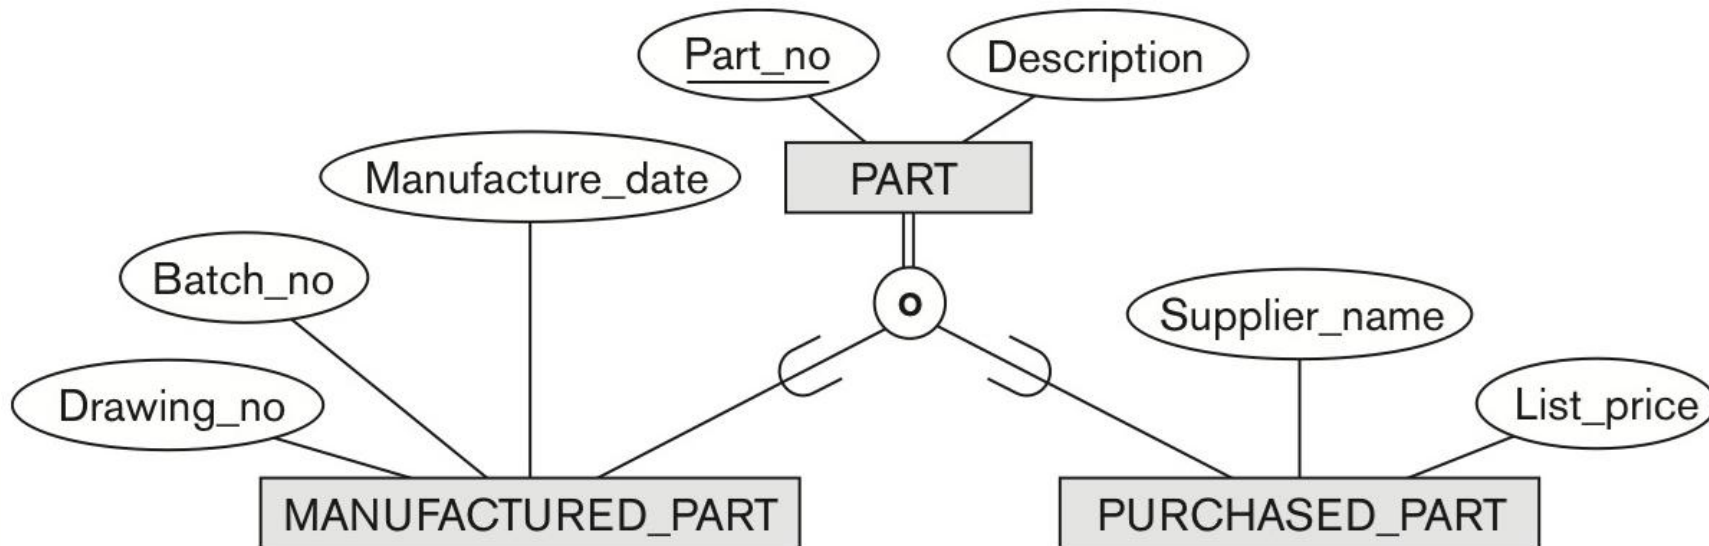 Part_no
Description
Manufacture_date
PART
Batch_no
o
Supplier_name
Drawing_no
List_price
MANUFACTURED_PART
PURCHASED_PART